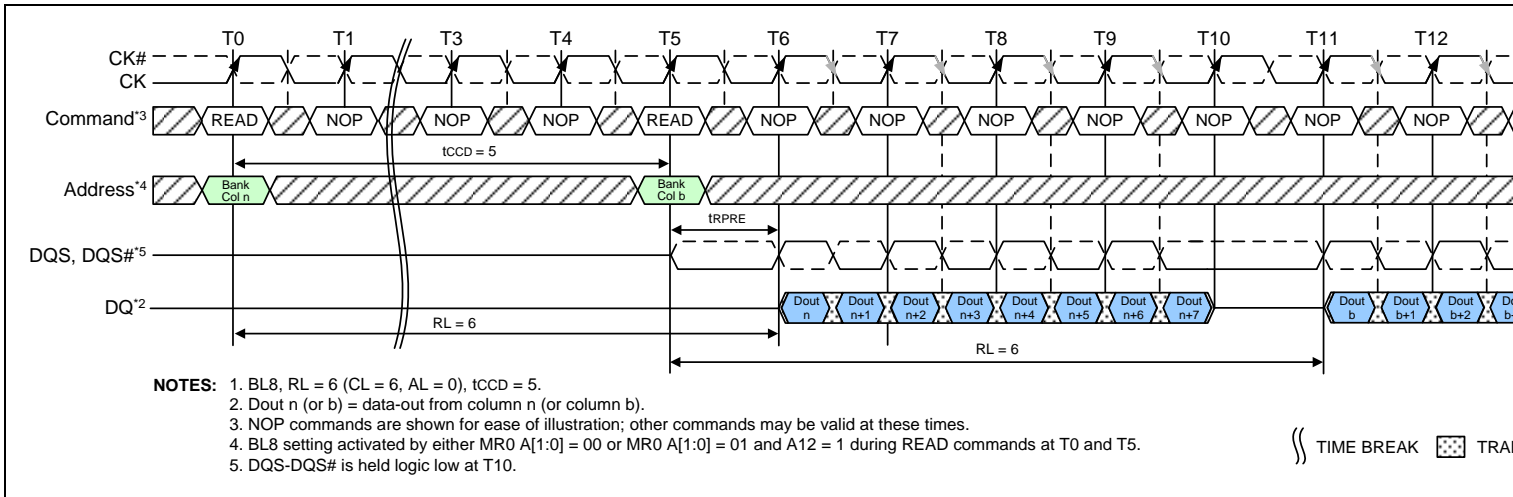 T0 T1 T3 T4 T5 T6 T7 T8 T9 T10 T11 T12
CK#
CK
Command*3 READ NOP NOP NOP READ NOP NOP NOP NOP NOP NOP NOP
tCCD = 5
Address*4 Bank Col n Bank Col b
tRPRE
DQS, DQS#*5
DQ*2 Dout n Dout n+1 Dout n+2 Dout n+3 Dout n+4 Dout n+5 Dout n+6 Dout n+7 Dout b Dout b+1 Dout b+2
RL = 6
RL = 6
NOTES: 1. BL8, RL = 6 (CL = 6, AL = 0), tCCD = 5.
2. Dout n (or b) = data-out from column n (or column b).
3. NOP commands are shown for ease of illustration; other commands may be valid at these times.
4. BL8 setting activated by either MR0 A[1:0] = 00 or MR0 A[1:0] = 01 and A12 = 1 during READ commands at T0 and T5.
5. DQS-DQS# is held logic low at T10.
TIME BREAK